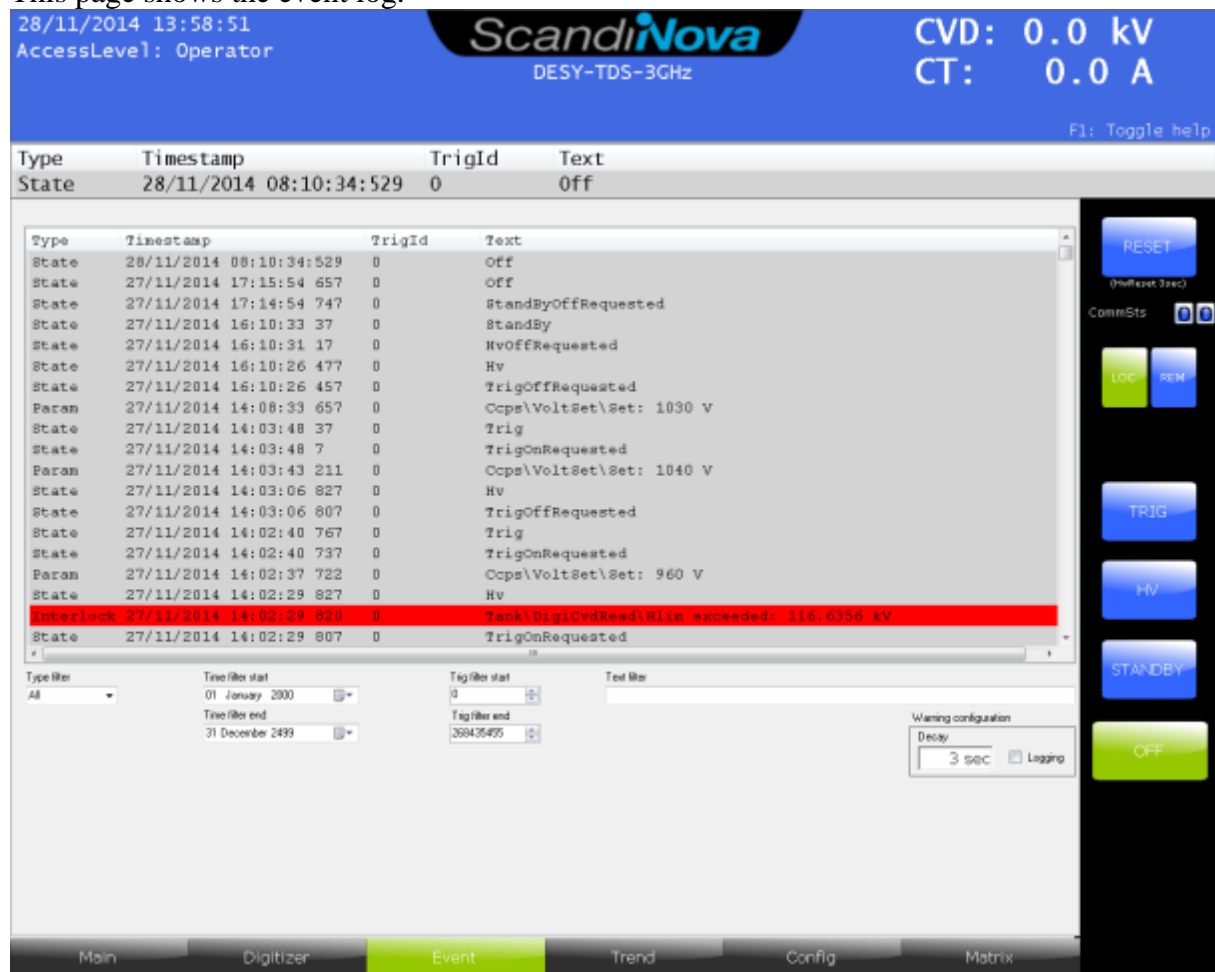 This page shows the event log.
28/11/2014 13:58:51
AccessLevel: Operator
ScandiNova
DESY-TDS-3GHz
CVD: 0.0 kV
CT: 0.0 A
F1: Toggle help
Type Timestamp TrigId Text
State 28/11/2014 08:10:34:529 0 Off
Type Timestamp TrigId Text
State 28/11/2014 08:10:34:529 0 Off
State 27/11/2014 17:15:54 657 0 Off
State 27/11/2014 17:14:54 747 0 StandByOffRequested
State 27/11/2014 16:10:33 37 0 StandBy
State 27/11/2014 16:10:31 17 0 HvOffRequested
State 27/11/2014 16:10:26 477 0 Hv
State 27/11/2014 16:10:26 457 0 TrigOffRequested
Param 27/11/2014 14:08:33 657 0 Ccps\VoltSet\Set: 1030 V
State 27/11/2014 14:03:48 37 0 Trig
State 27/11/2014 14:03:48 7 0 TrigOnRequested
Param 27/11/2014 14:03:43 211 0 Ccps\VoltSet\Set: 1040 V
State 27/11/2014 14:03:06 827 0 Hv
State 27/11/2014 14:03:06 807 0 TrigOffRequested
State 27/11/2014 14:02:40 767 0 Trig
State 27/11/2014 14:02:40 737 0 TrigOnRequested
Param 27/11/2014 14:02:37 722 0 Ccps\VoltSet\Set: 960 V
State 27/11/2014 14:02:29 827 0 Hv
Interlock 27/11/2014 14:02:29 820 0 Tank\DigiCvdRead\Hlim exceeded: 116.6356 kV
State 27/11/2014 14:02:29 807 0 TrigOnRequested
RESET
(HwReset 3sec)
CommSts 0 0
LOC REM
TRIG
HV
STANDBY
OFF
Type filter Time filter start Trig filter start Text filter
All 01 January 2000 0
Time filter end Trig filter end
31 December 2499 268435455
Warning configuration
Decay
3 sec Logging
Main Digitizer Event Trend Config Matrix